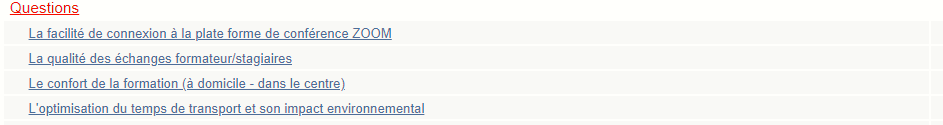 Questions
La facilité de connexion à la plate forme de conférence ZOOM
La qualité des échanges formateur/stagiaires
Le confort de la formation (à domicile - dans le centre)
L'optimisation du temps de transport et son impact environnemental